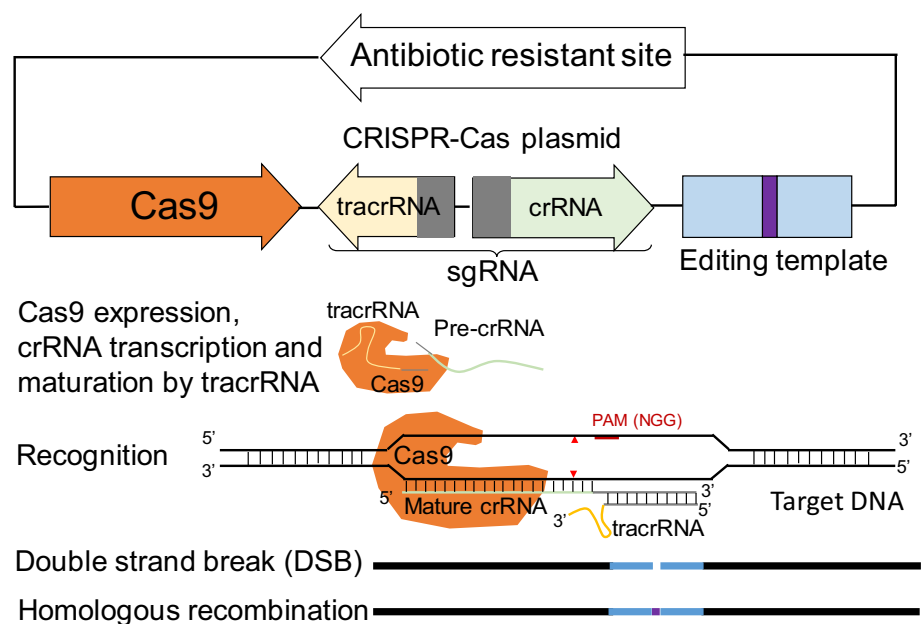 Antibiotic resistant site
CRISPR-Cas plasmid
Cas9
tracrRNA
crRNA
sgRNA
Editing template
Cas9 expression,
crRNA transcription and
maturation by tracrRNA
tracrRNA
Pre-crRNA
Cas9
Recognition
5’
3’
Cas9
PAM (NGG)
3’
5’
5’
Mature crRNA
3’
5’
3’
tracrRNA
Target DNA
Double strand break (DSB)
Homologous recombination